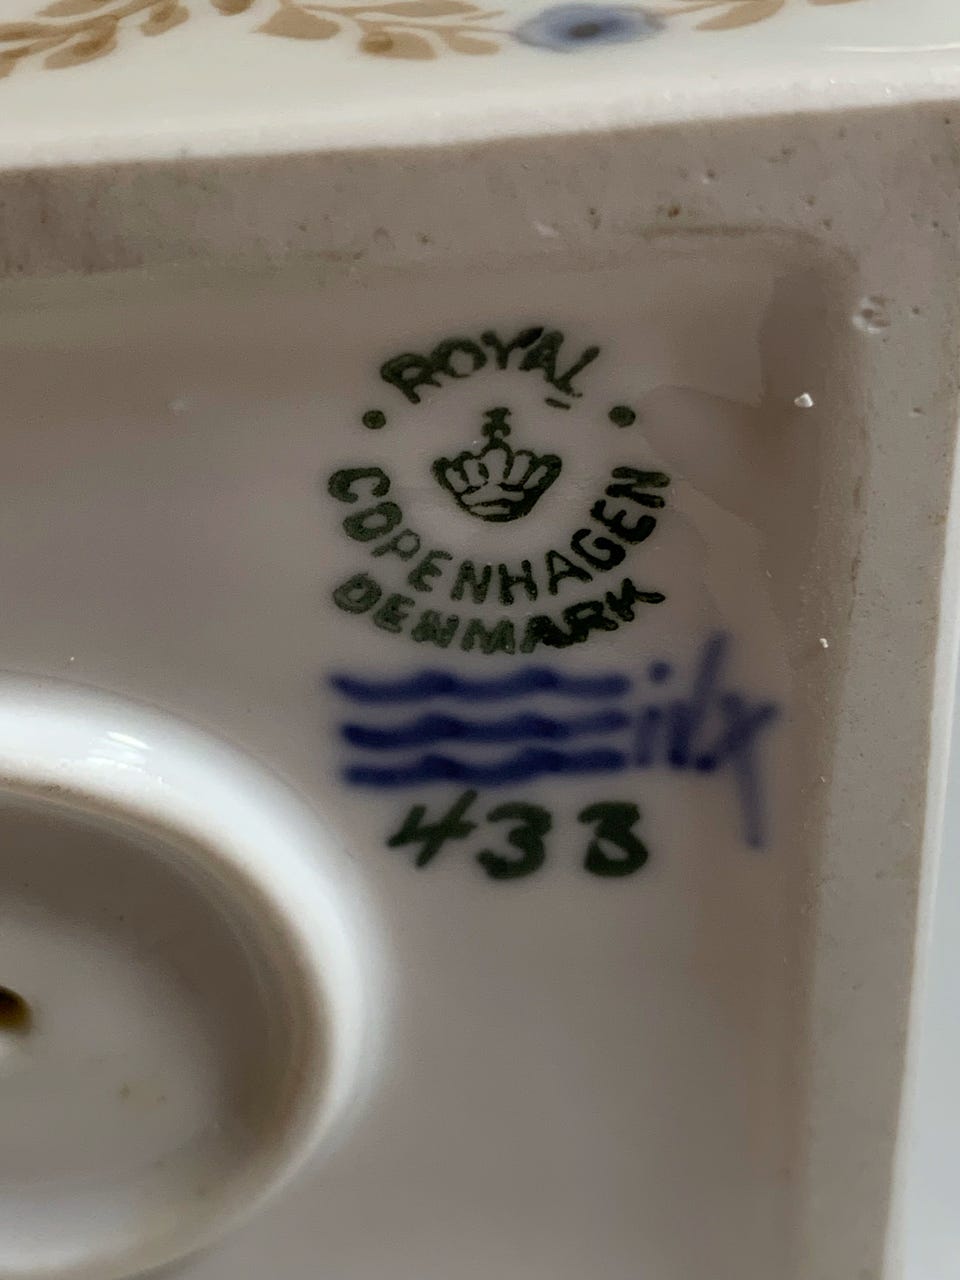 ROYAL
COPENHAGEN
DENMARK
433